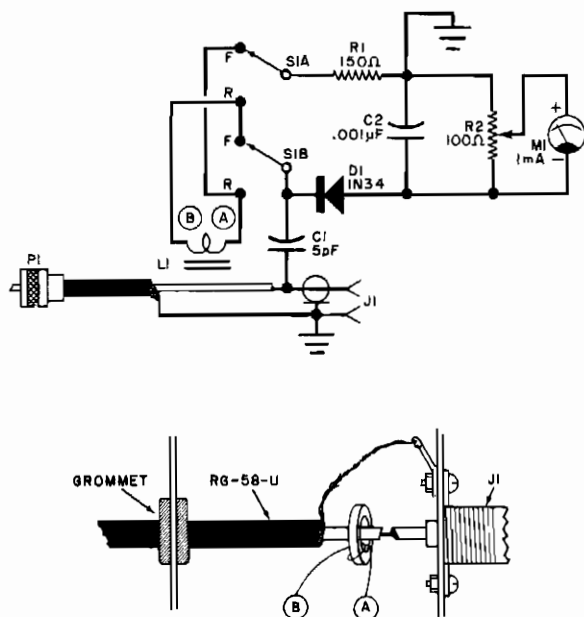 F
S1A
R1
150Ω
R
F
S1B
C2
.001µF
R2
100Ω
+
M1
1mA
-
D1
1N34
R
B
A
L1
C1
5pF
P1
J1
GROMMET
RG-58-U
J1
B
A